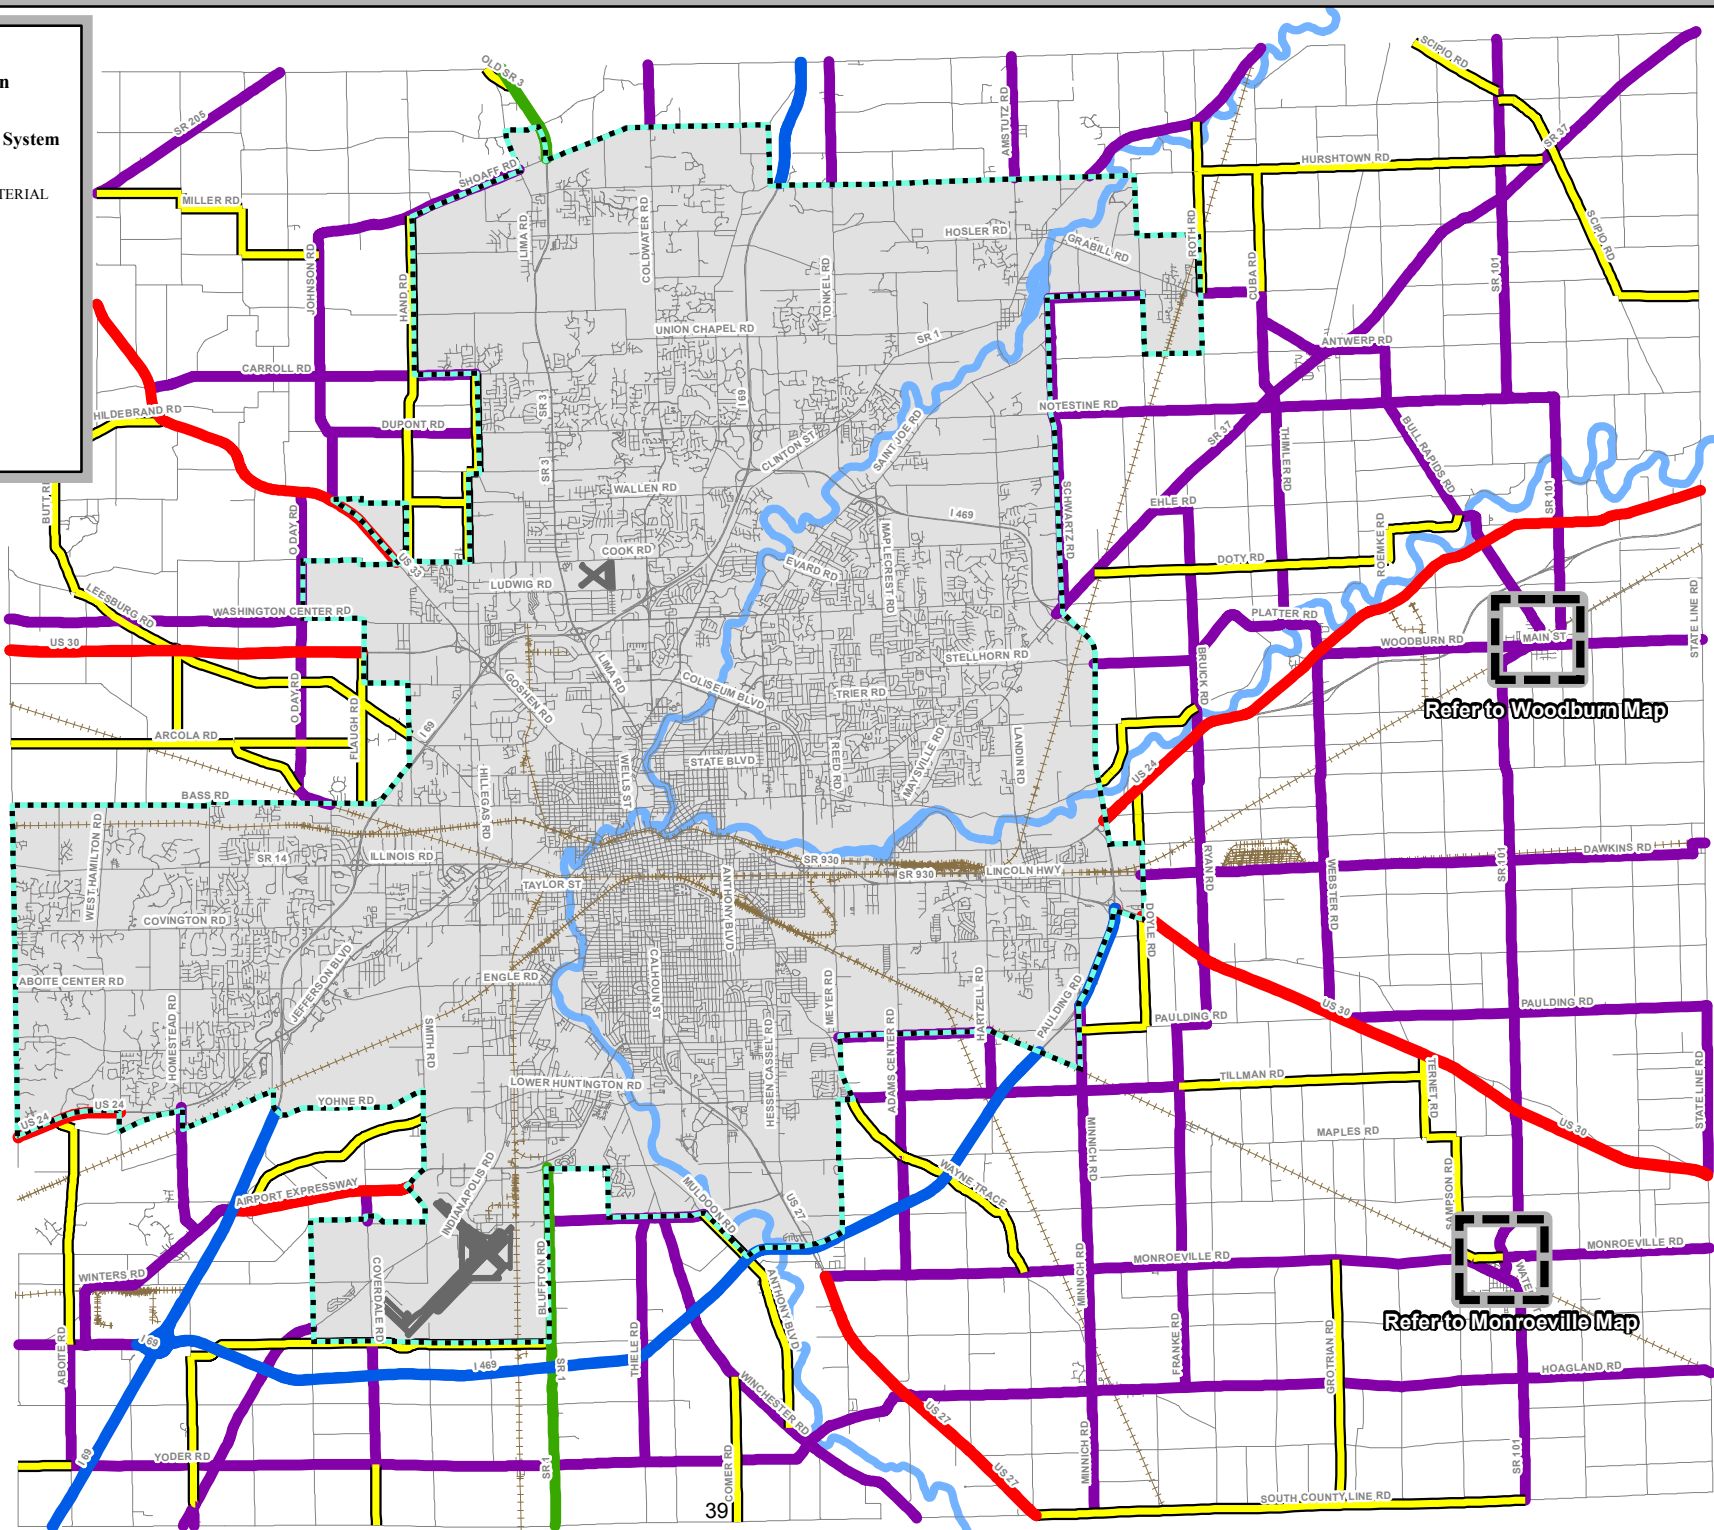 n
System
TERIAL
OLD SR 3
SCIPIO RD
SR 205
AMSTUTZ RD
SR 37
HURSHTOWN RD
SHOAFF RD
MILLER RD
LIMA RD
COLDWATER RD
HOSLER RD
GRABILL RD
ROTH RD
SCIPIO RD
JOHNSON RD
HAND RD
TONKEL RD
CUBA RD
SR 101
UNION CHAPEL RD
SR 1
ANTWERP RD
CARROLL RD
I 69
SR 3
HILDEBRAND RD
DUPONT RD
NOTESTINE RD
SR 37
CLINTON ST
SAINT JOE RD
THIMLER RD
BULL RAPIDS RD
SR 3
WALLEN RD
BUTT R
O DAY RD
I 469
SCHWARTZ RD
EHLE RD
SR 101
COOK RD
MAPLECREST RD
ROEMKE RD
US 33
EVARD RD
DOTY RD
LUDWIG RD
LEESBURG RD
WASHINGTON CENTER RD
PLATTER RD
STATE LINE RD
US 30
WOODBURN RD
MAIN ST
STELLHORN RD
LIMA RD
GOSHEN RD
COLISEUM BLVD
TRIER RD
BRUICK RD
O DAY RD
Refer to Woodburn Map
ARCOLA RD
FLAUGH RD
I 69
LANDIN RD
STATE BLVD
REED RD
MAYSVILLE RD
US 24
WELLS ST
HILLEGAS RD
BASS RD
WEST HAMILTON RD
SR 14
ILLINOIS RD
SR 930
SR 930
LINCOLN HWY
DAWKINS RD
SR 101
RYAN RD
WEBSTER RD
TAYLOR ST
ANTHONY BLVD
COVINGTON RD
DOYLE RD
JEFFERSON BLVD
ABOITE CENTER RD
ENGLE RD
CALHOUN ST
MEYER RD
HARTZELL RD
PAULDING RD
PAULDING RD
US 30
PAULDING RD
HOMESTEAD RD
SMITH RD
ADAMS CENTER RD
HESSEN CASSEL RD
LOWER HUNTINGTON RD
TILLMAN RD
TERNET RD
STATE LINE RD
US 24
US 24
YOHNE RD
MINNICH RD
MAPLES RD
US 30
AIRPORT EXPRESSWAY
INDIANAPOLIS RD
MULDOON RD
US 27
WAYNE TRACE
SAMPSON RD
WINTERS RD
COVERDALE RD
BLUFFTON RD
MONROEVILLE RD
MONROEVILLE RD
MINNICH RD
WATE
ANTHONY BLVD
Refer to Monroeville Map
I 69
ABOITE RD
I 469
SR 1
THIELE RD
FRANKE RD
GROTRIAN RD
HOAGLAND RD
WINCHESTER RD
US 27
YODER RD
I 69
SR 1
COMER RD
US 27
MINNICH RD
SR 101
SOUTH COUNTY LINE RD
39